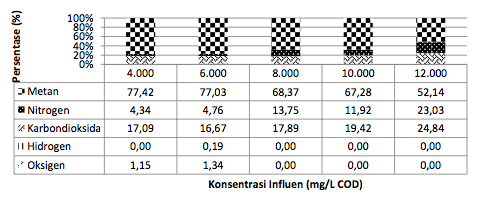 Persentase (%)
100%
80%
60%
40%
20%
0%
4.000 6.000 8.000 10.000 12.000
Metan 77,42 77,03 68,37 67,28 52,14
Nitrogen 4,34 4,76 13,75 11,92 23,03
Karbondioksida 17,09 16,67 17,89 19,42 24,84
Hidrogen 0,00 0,19 0,00 0,00 0,00
Oksigen 1,15 1,34 0,00 0,00 0,00
Konsentrasi Influen (mg/L COD)